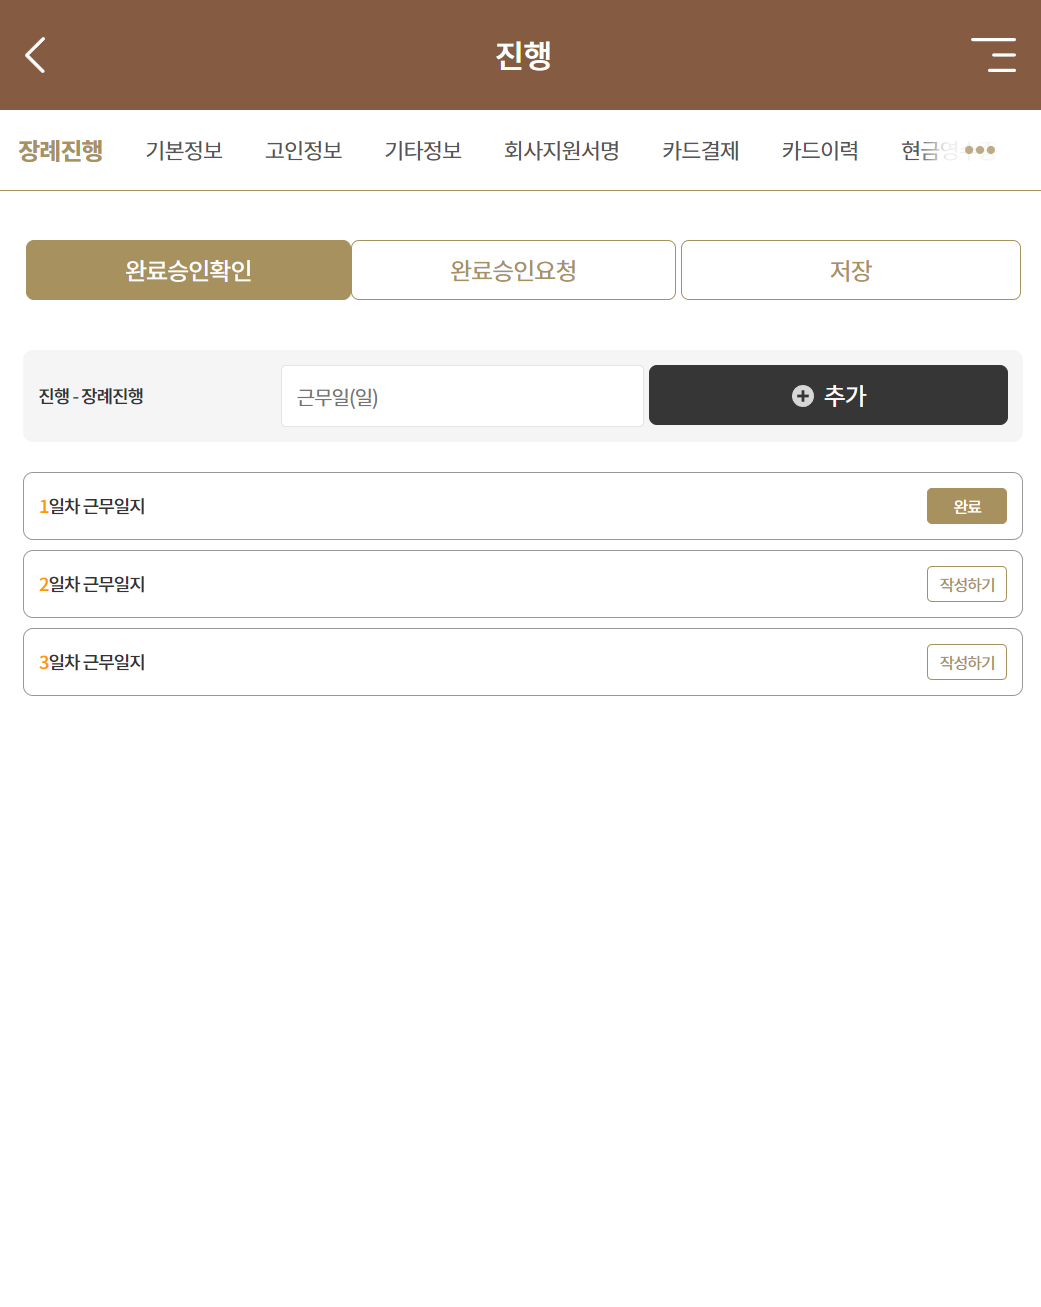 진행
장례진행 기본정보 고인정보 기타정보 회사지원서명 카드결제 카드이력 현금
완료승인확인 완료승인요청 저장
진행 - 장례진행 근무일(일) 추가
1일차 근무일지 완료
2일차 근무일지 작성하기
3일차 근무일지 작성하기